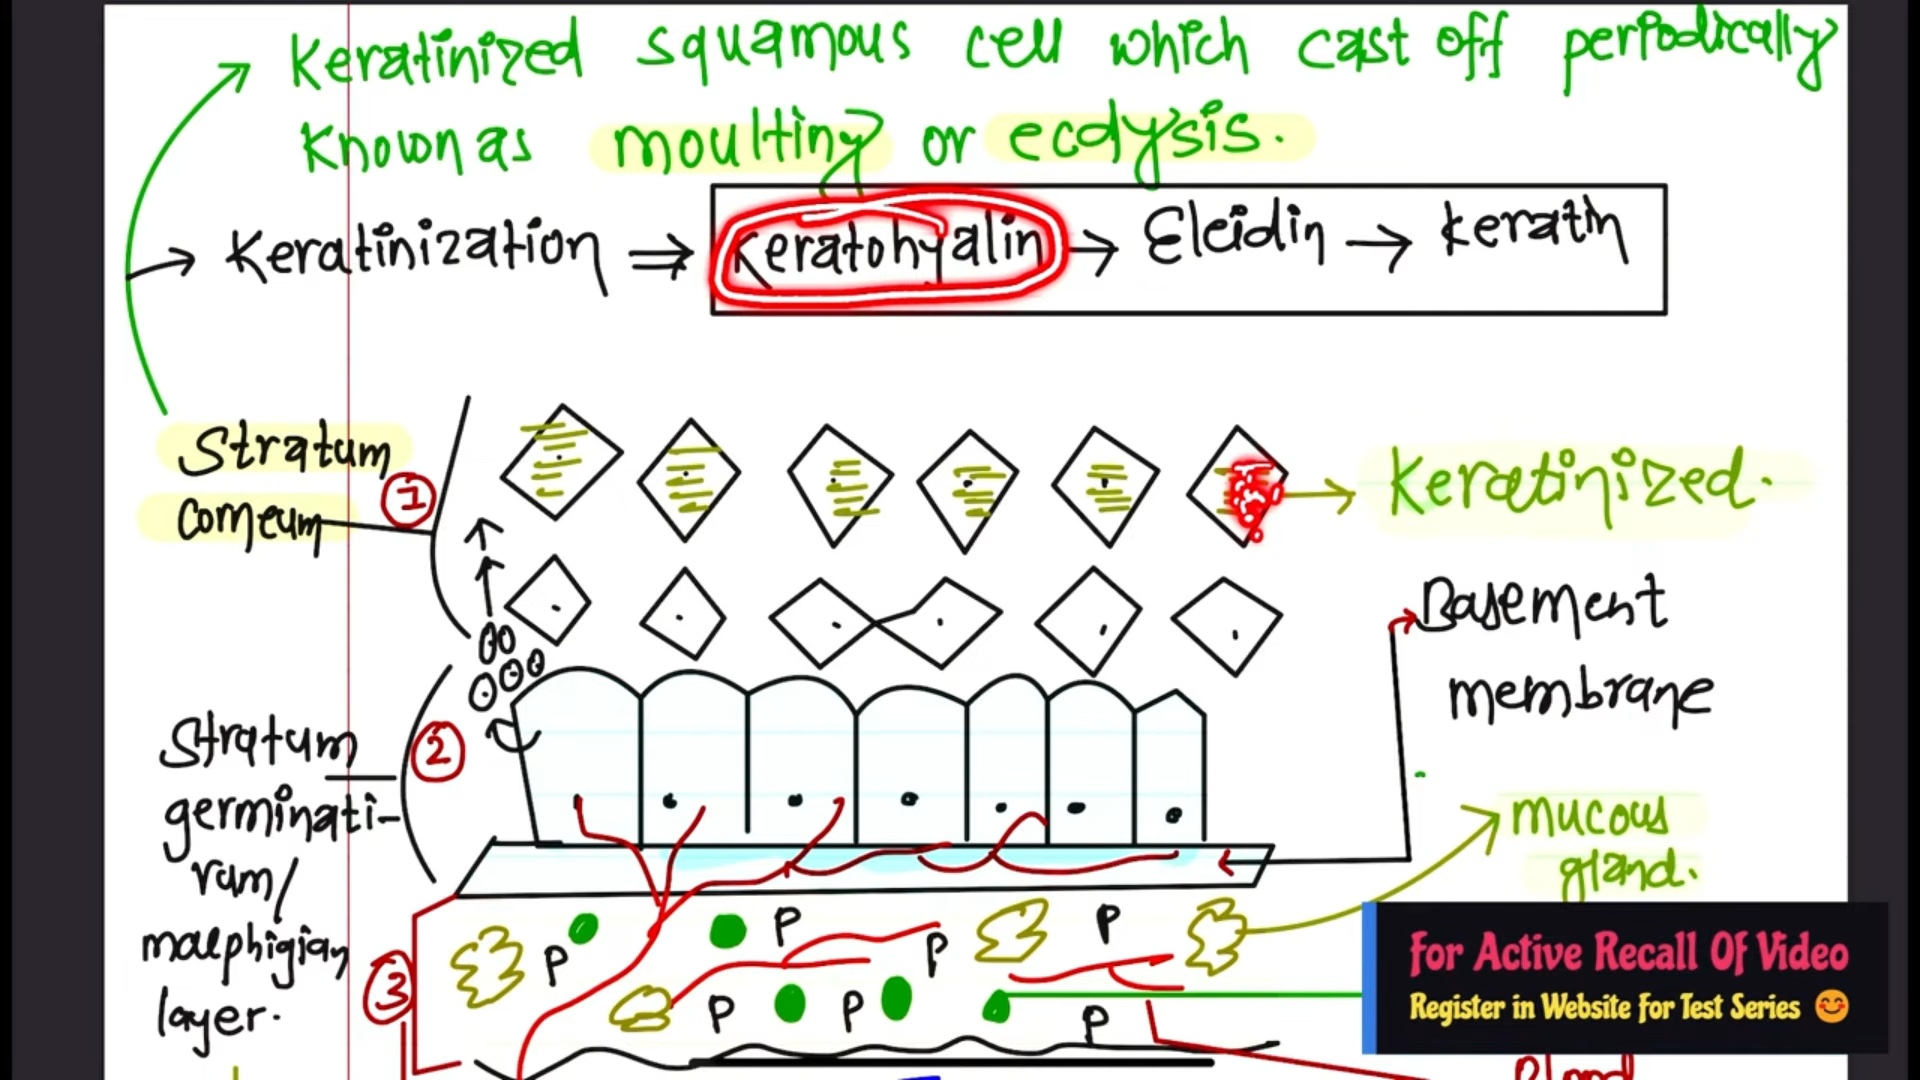 Keratinized squamous cell which cast off periodically
Known as moulting or ecdysis.
→ Keratinization ⇒ Keratohyalin → Eleidin → Keratin
Stratum
corneum
1
Keratinized.
Basement
membrane
2
Stratum
germinati-
ram/
malphigian
layer.
mucous
gland.
P P P P
3
P P P
For Active Recall Of Video
Register in Website For Test Series 😊